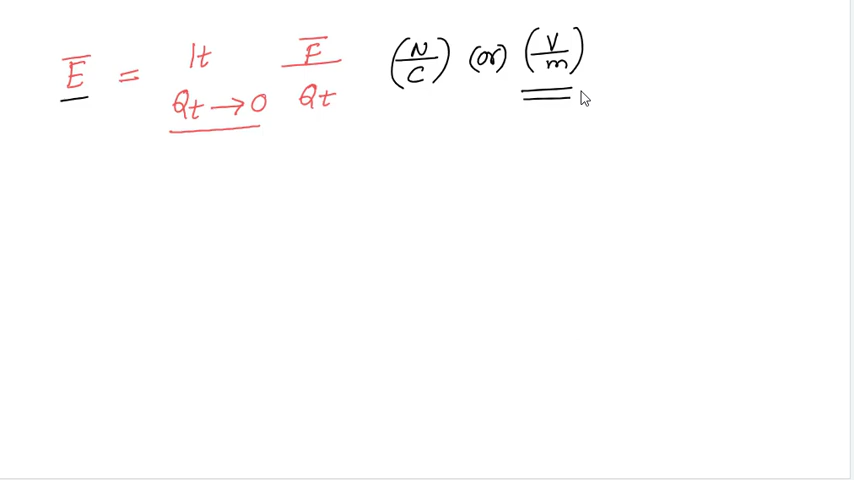 E̅ = lt F̅ (N/C) (or) (V/m)
Qt → 0 Qt